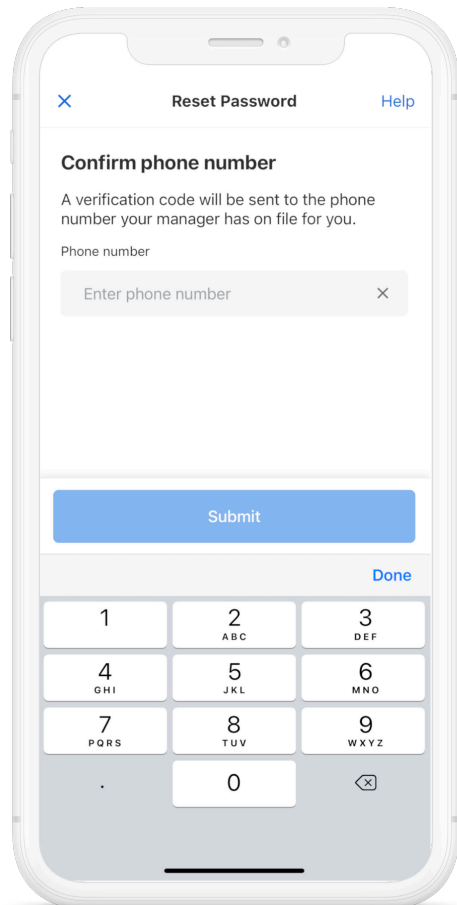 Reset Password
Help
Confirm phone number
A verification code will be sent to the phone
number your manager has on file for you.
Phone number
Enter phone number
Submit
Done
1
2
ABC
3
DEF
4
GHI
5
JKL
6
MNO
7
PQRS
8
TUV
9
WXYZ
.
0